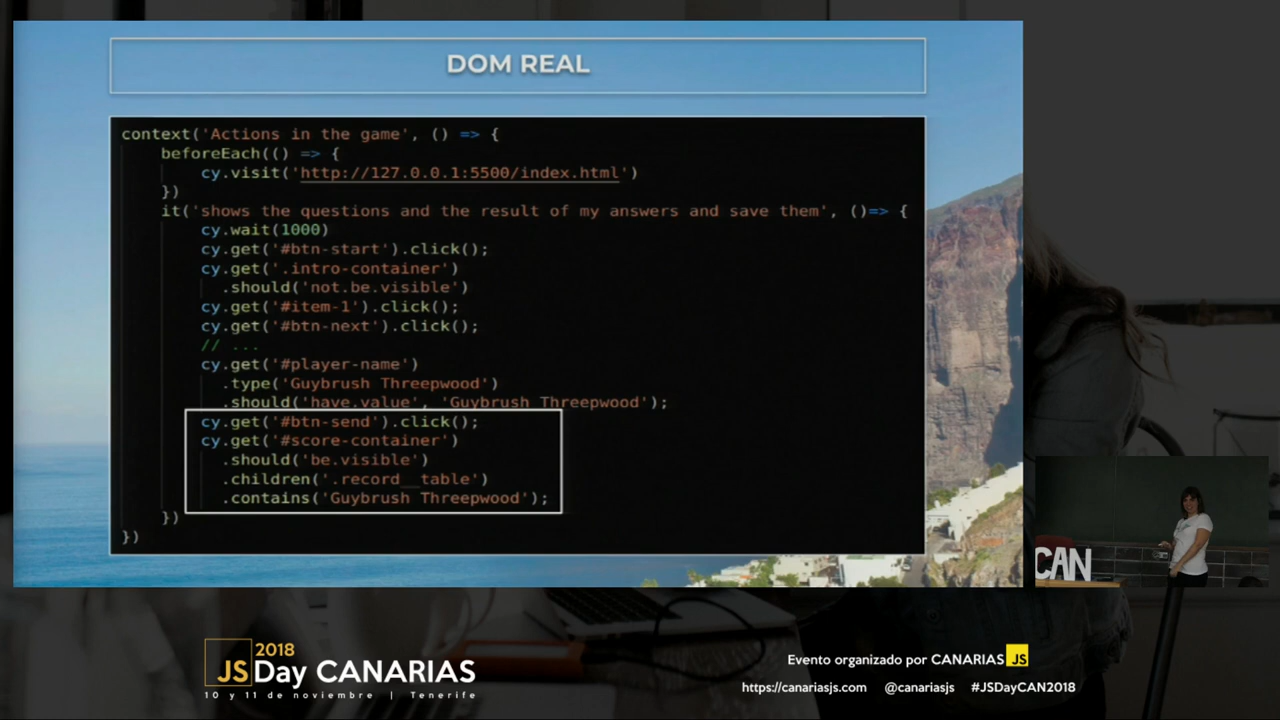 DOM REAL
context('Actions in the game', () => {
beforeEach(() => {
cy.visit('http://127.0.0.1:5500/index.html')
})
it('shows the questions and the result of my answers and save them', ()=> {
cy.wait(1000)
cy.get('#btn-start').click();
cy.get('.intro-container')
.should('not.be.visible')
cy.get('#item-1').click();
cy.get('#btn-next').click();
// ...
cy.get('#player-name')
.type('Guybrush Threepwood')
.should('have.value', 'Guybrush Threepwood');
cy.get('#btn-send').click();
cy.get('#score-container')
.should('be.visible')
.children('.record__table')
.contains('Guybrush Threepwood');
})
})
CAN
2018
JSDay CANARIAS
10 y 11 de noviembre | Tenerife
Evento organizado por CANARIAS JS
https://canariasjs.com @canariasjs #JSDayCAN2018